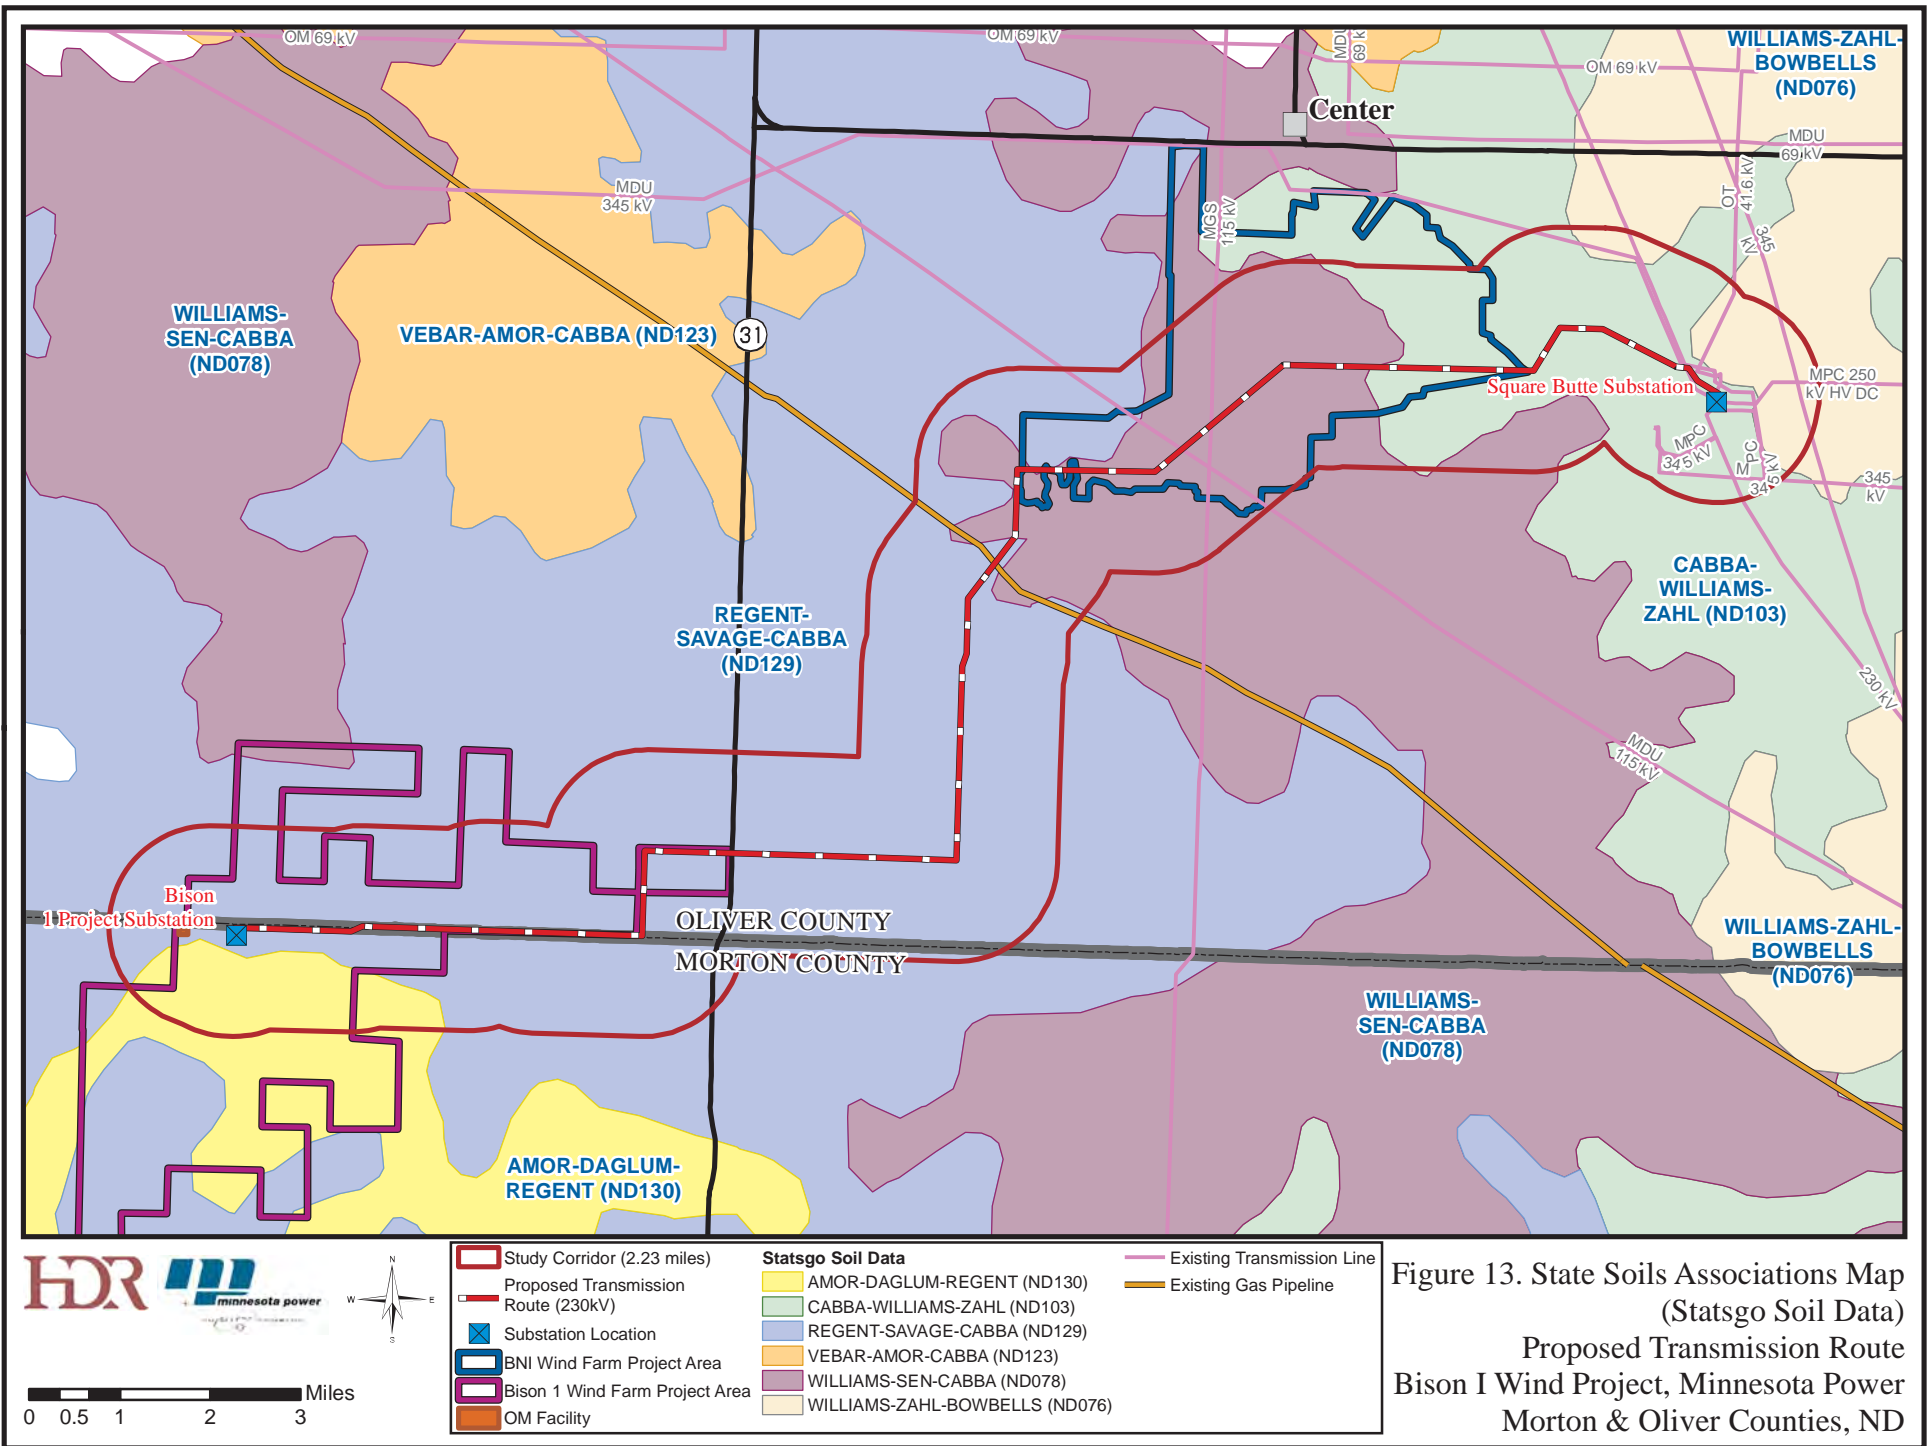 OM 69 kV
OM 69 kV
MDU
69 k
OM 69 kV
WILLIAMS-ZAHL-
BOWBELLS
(ND076)
Center
MDU
69 kV
MDU
345 kV
MGS
115 kV
OT
41.6 kV
345
kV
WILLIAMS-
SEN-CABBA
(ND078)
VEBAR-AMOR-CABBA (ND123)
31
Square Butte Substation
MPC 250
kV HV DC
MPC
345 kV
MPC
345 kV
345
kV
CABBA-
WILLIAMS-
ZAHL (ND103)
REGENT-
SAVAGE-CABBA
(ND129)
230 kV
MDU
115 kV
Bison
1 Project Substation
OLIVER COUNTY
MORTON COUNTY
WILLIAMS-ZAHL-
BOWBELLS
(ND076)
WILLIAMS-
SEN-CABBA
(ND078)
AMOR-DAGLUM-
REGENT (ND130)
HDR
minnesota power
N
W
E
S
Miles
0 0.5 1 2 3
Study Corridor (2.23 miles)
Proposed Transmission
Route (230kV)
Substation Location
BNI Wind Farm Project Area
Bison 1 Wind Farm Project Area
OM Facility
Statsgo Soil Data
AMOR-DAGLUM-REGENT (ND130)
CABBA-WILLIAMS-ZAHL (ND103)
REGENT-SAVAGE-CABBA (ND129)
VEBAR-AMOR-CABBA (ND123)
WILLIAMS-SEN-CABBA (ND078)
WILLIAMS-ZAHL-BOWBELLS (ND076)
Existing Transmission Line
Existing Gas Pipeline
Figure 13. State Soils Associations Map
(Statsgo Soil Data)
Proposed Transmission Route
Bison I Wind Project, Minnesota Power
Morton & Oliver Counties, ND